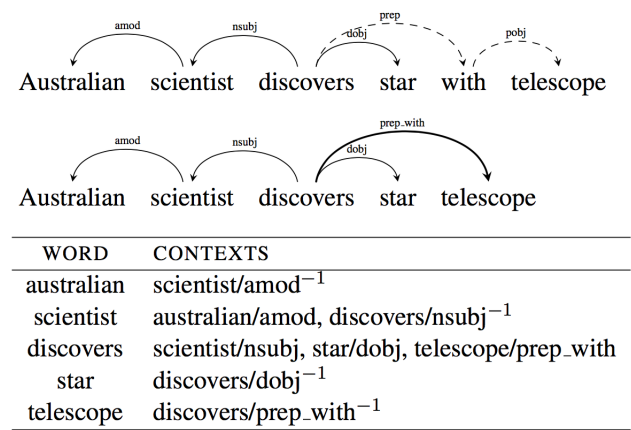 prep
amod nsubj dobj pobj
Australian scientist discovers star with telescope
prep_with
amod nsubj dobj
Australian scientist discovers star telescope
WORD CONTEXTS
australian scientist/amod⁻¹
scientist australian/amod, discovers/nsubj⁻¹
discovers scientist/nsubj, star/dobj, telescope/prep_with
star discovers/dobj⁻¹
telescope discovers/prep_with⁻¹